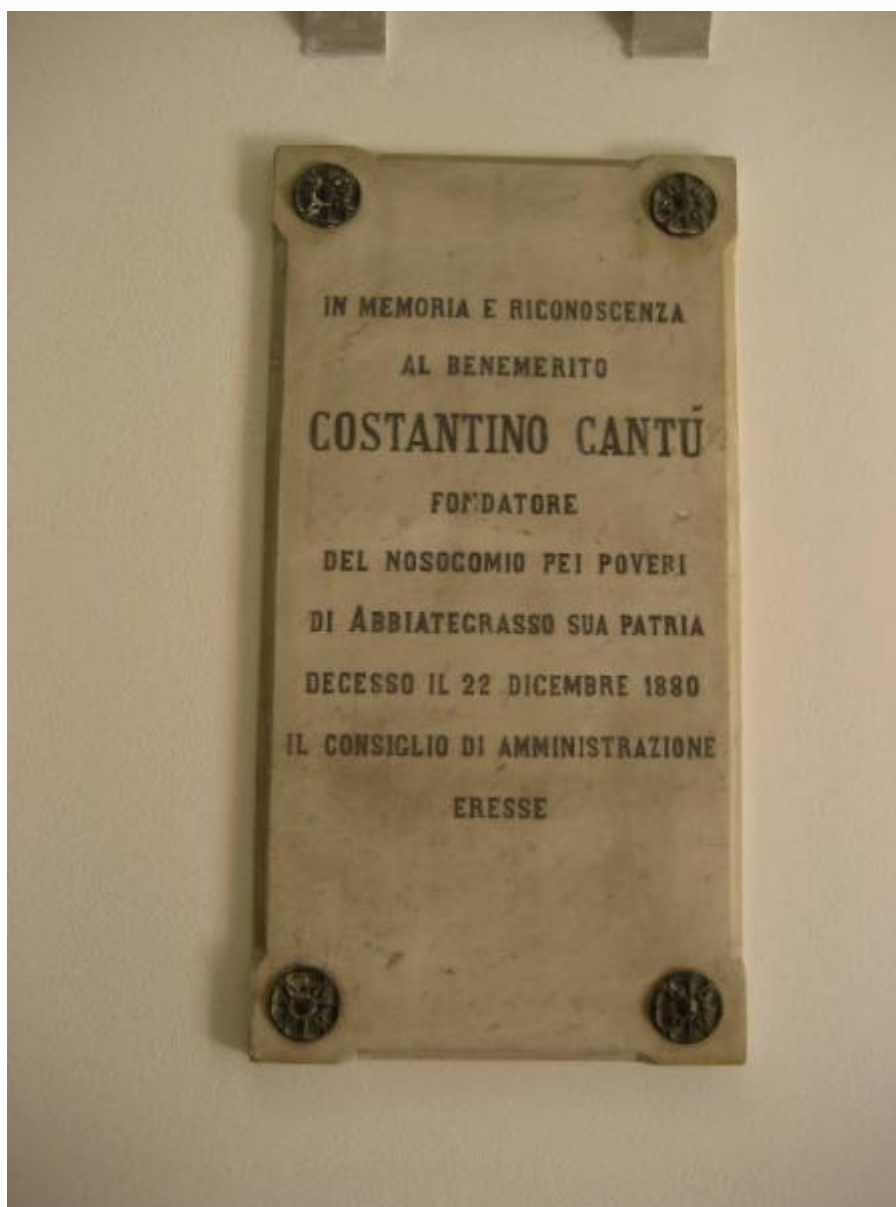 IN MEMORIA E RICONOSCENZA
AL BENEMERITO
COSTANTINO CANTÚ
FONDATORE
DEL NOSOCOMIO PEI POVERI
DI ABBIATEGRASSO SUA PATRIA
DECESSO IL 22 DICEMBRE 1880
IL CONSIGLIO DI AMMINISTRAZIONE
ERESSE